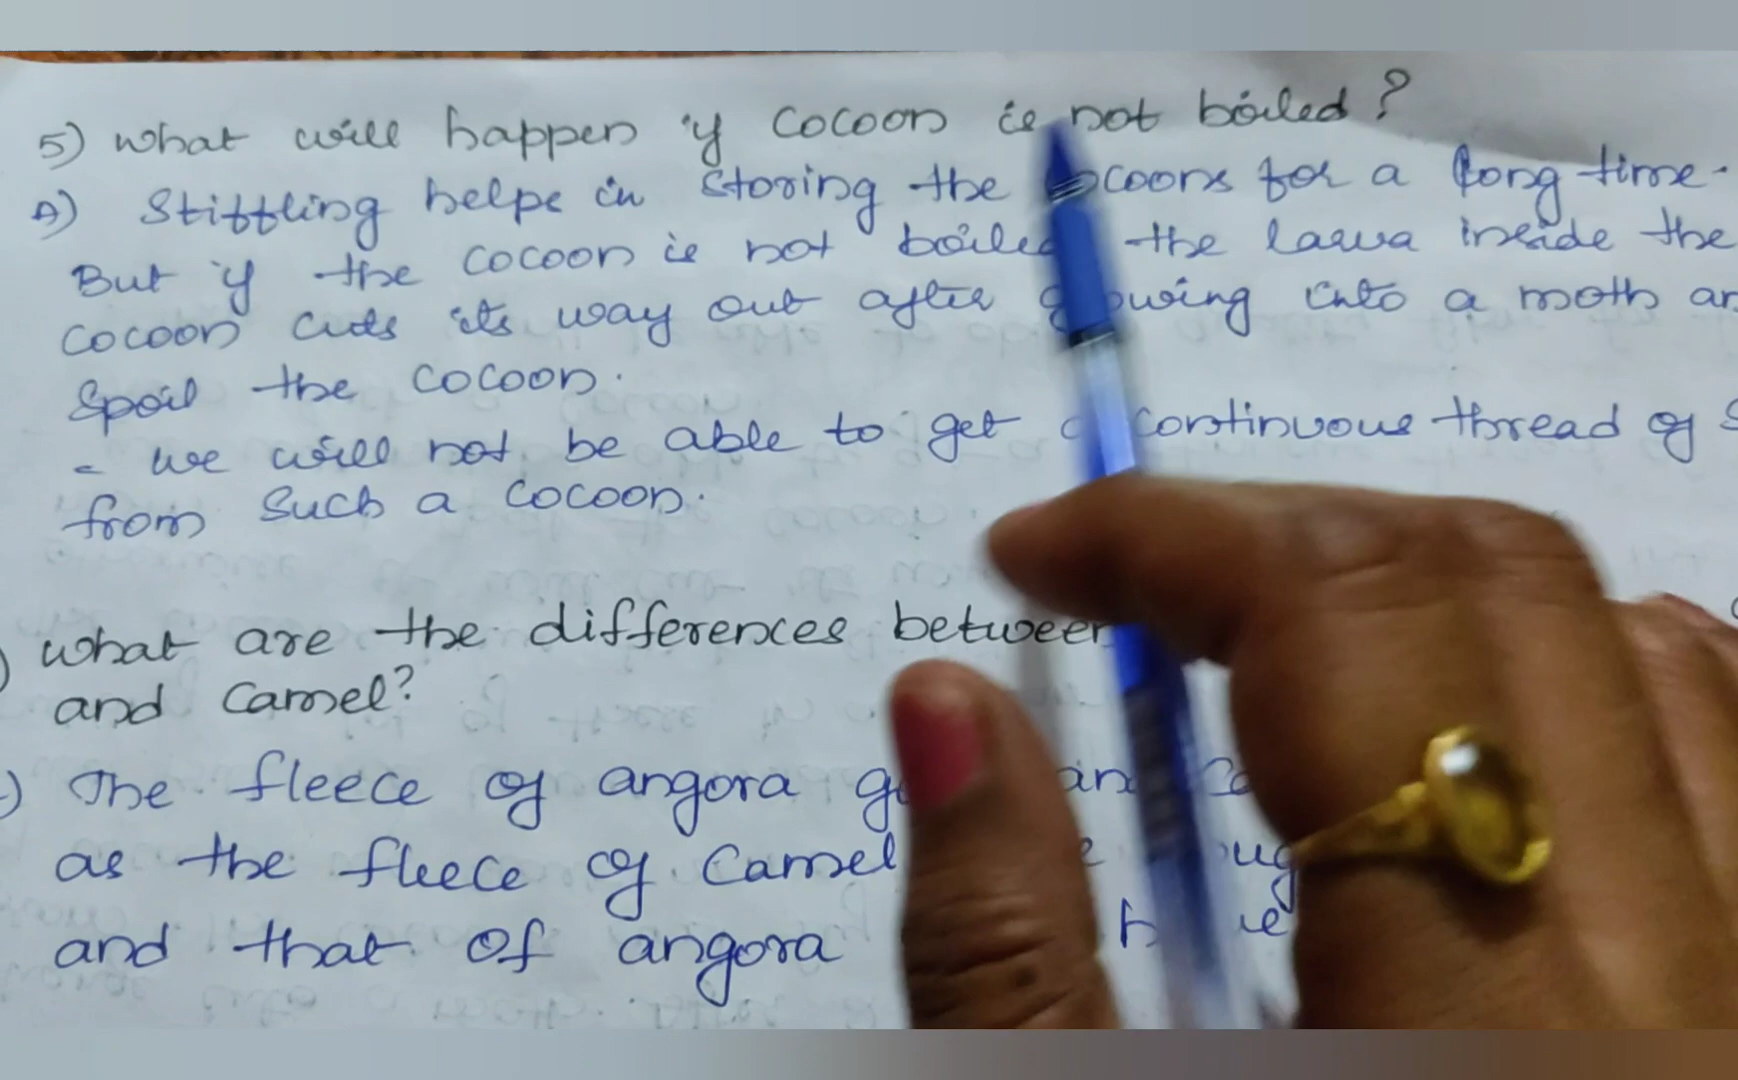 5) what will happen if cocoon is not boiled?
A) Stiffling helps in storing the cocoons for a long time.
But if the cocoon is not boiled the larva inside the
cocoon cuts its way out after growing into a moth
Spoil the cocoon.
- we will not be able to get continuous thread of
from such a cocoon.
what are the differences between
and Camel?
The fleece of angora
as the fleece of Camel
and that of angora